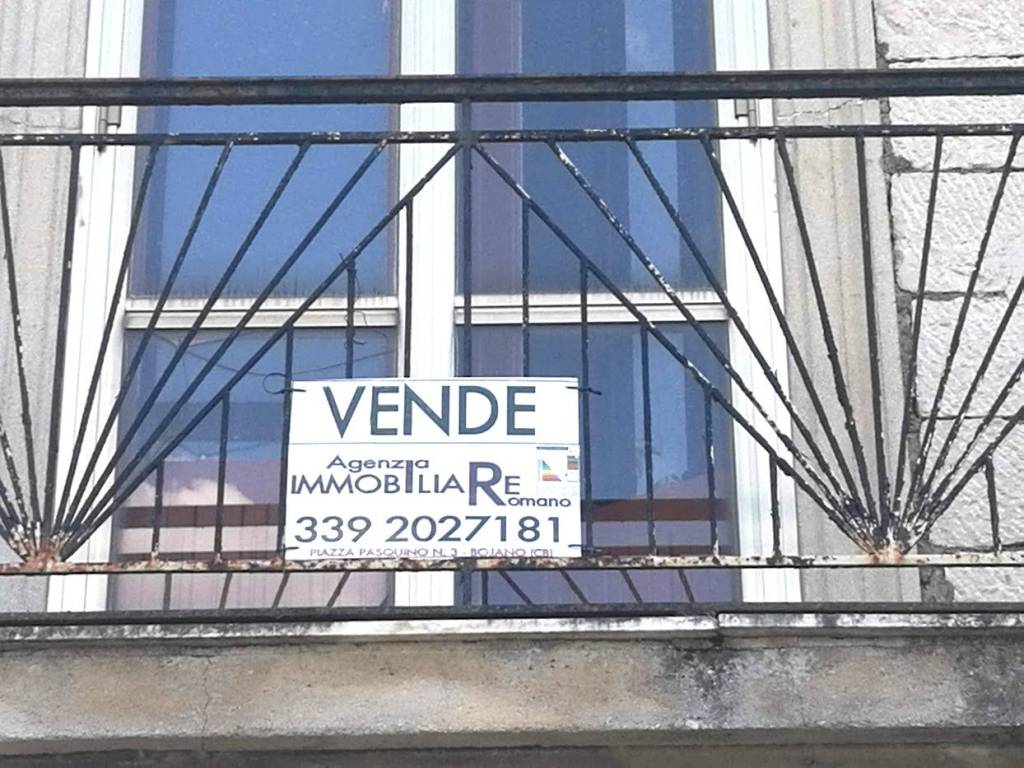 VENDE
Agenzia
IMMOBILIARE
Romano
339 2027181
PIAZZA PASQUINO N. 3 - BOJANO (CB)